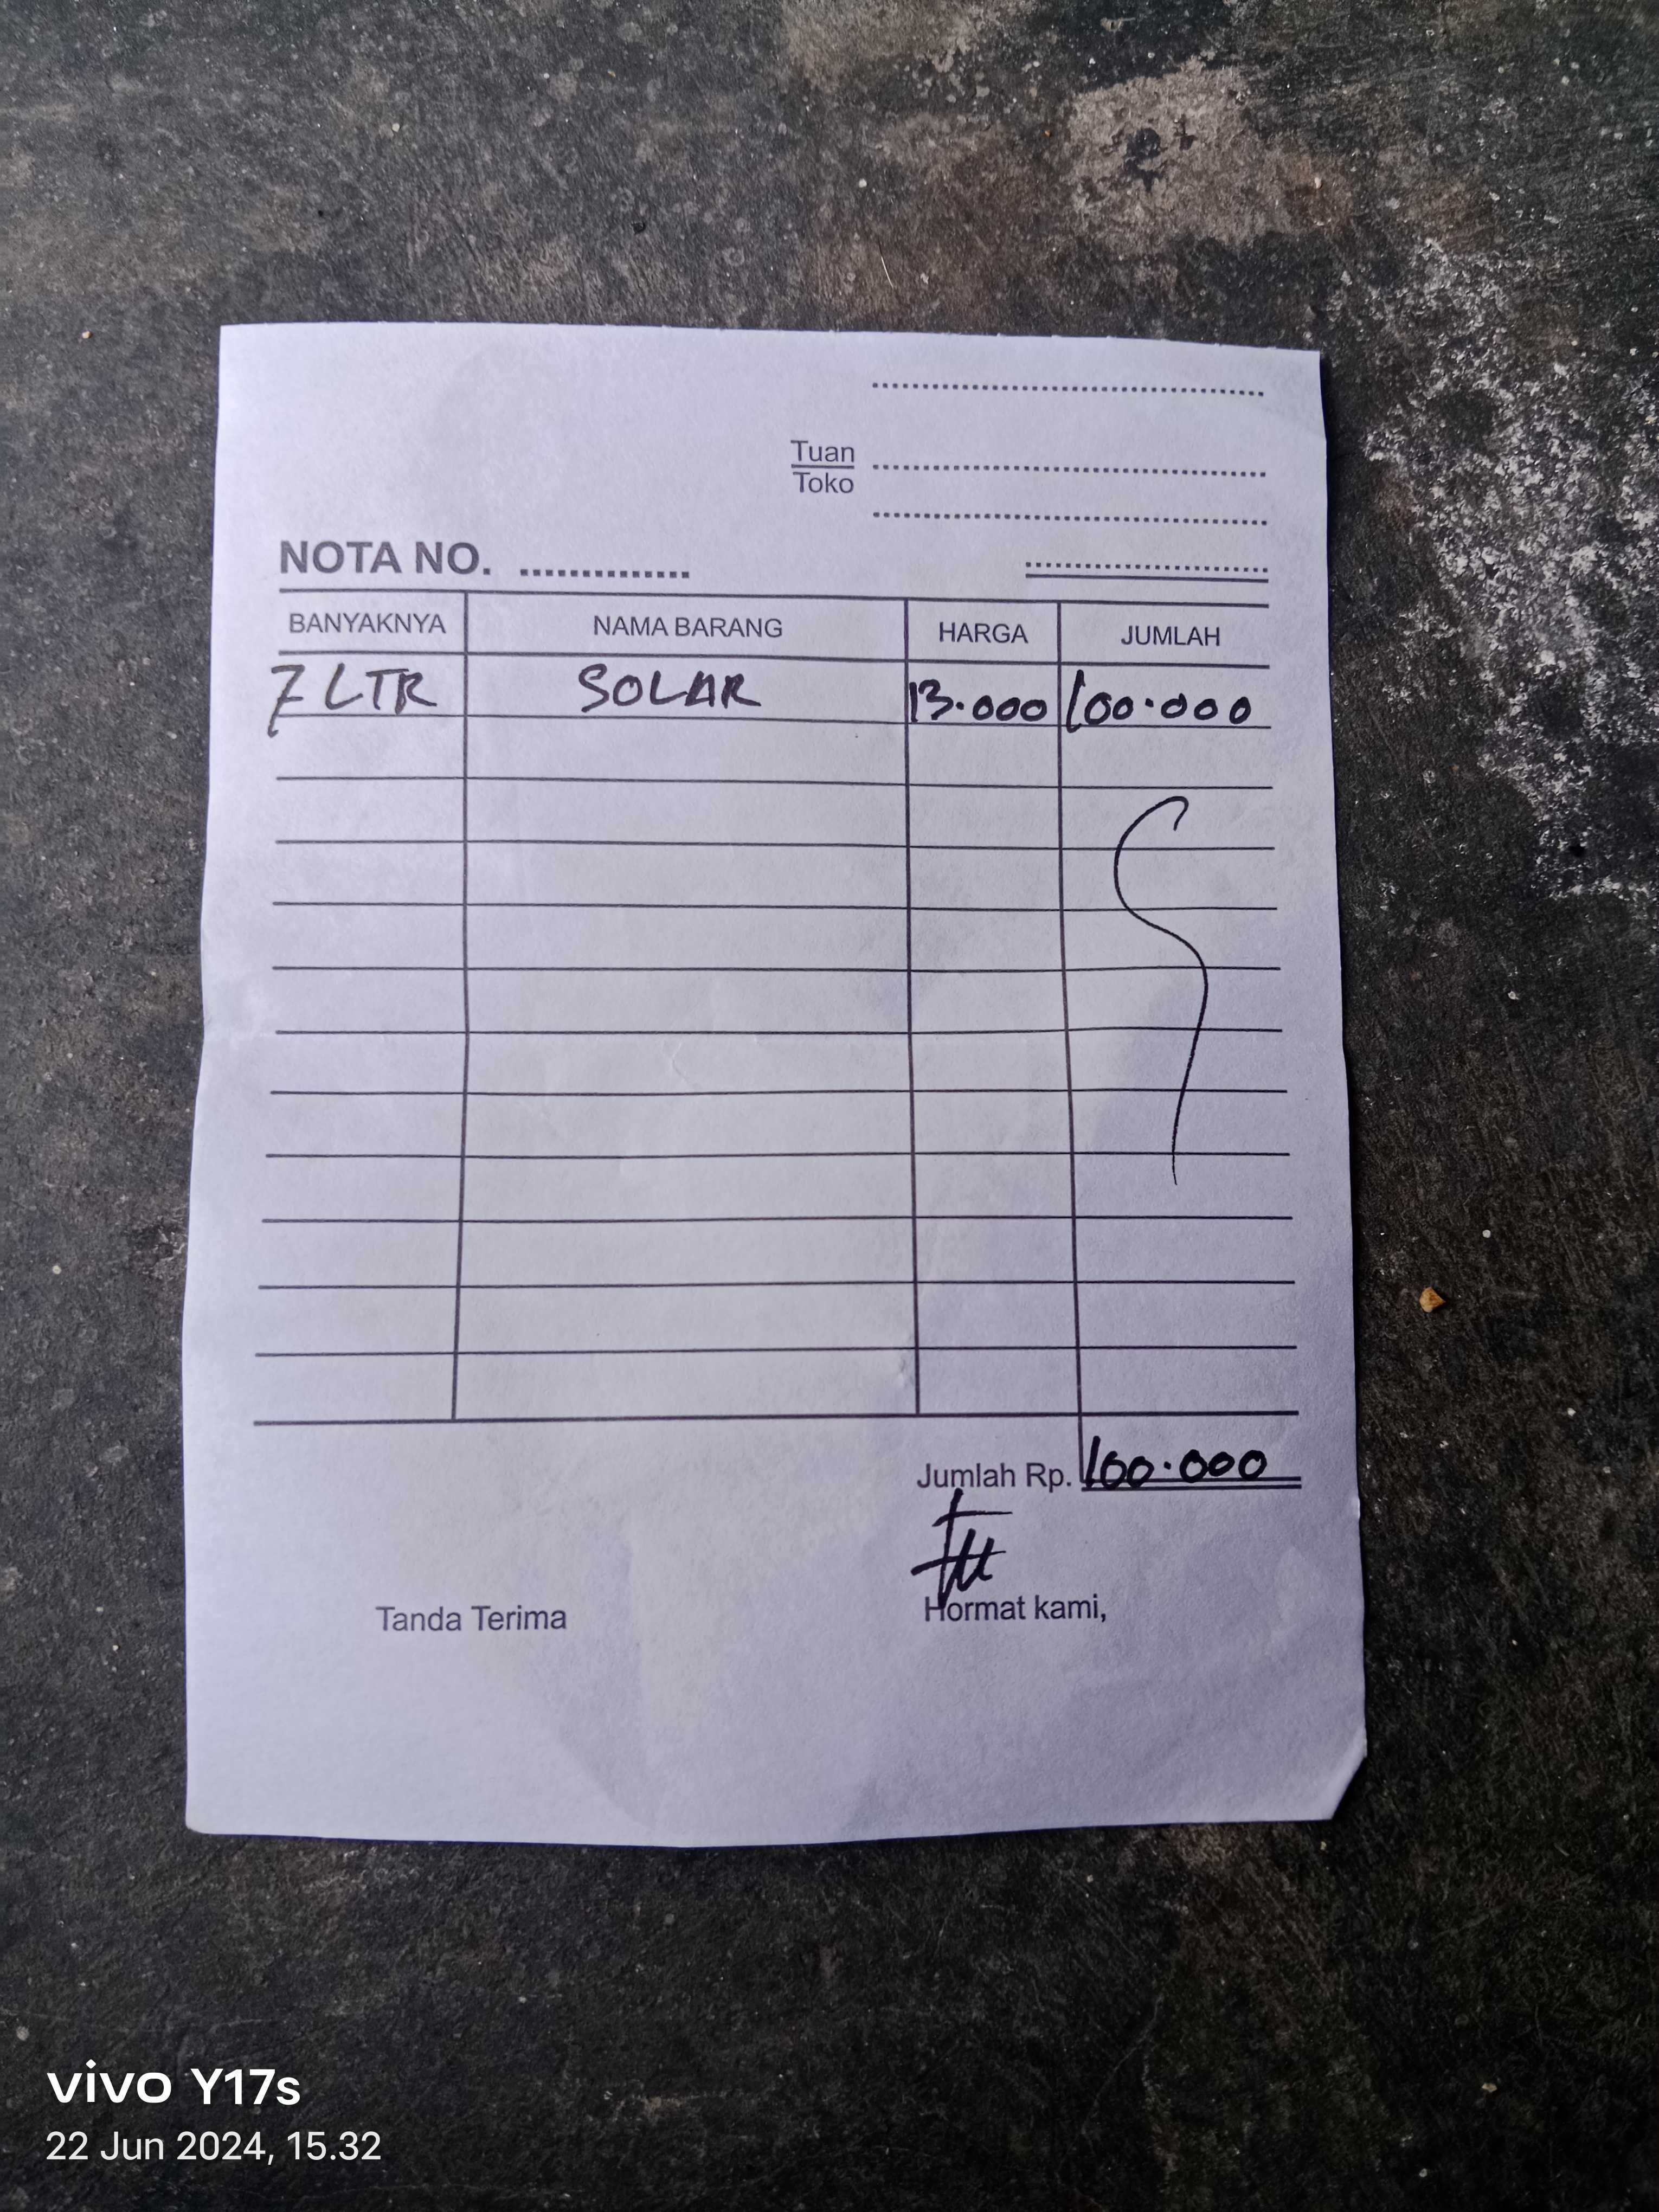 Tuan
Toko
NOTA NO.
BANYAKNYA NAMA BARANG HARGA JUMLAH
7 LTR SOLAR 13.000 100.000
Jumlah Rp. 100.000
Tanda Terima Hormat kami,
vivo Y17s
22 Jun 2024, 15.32